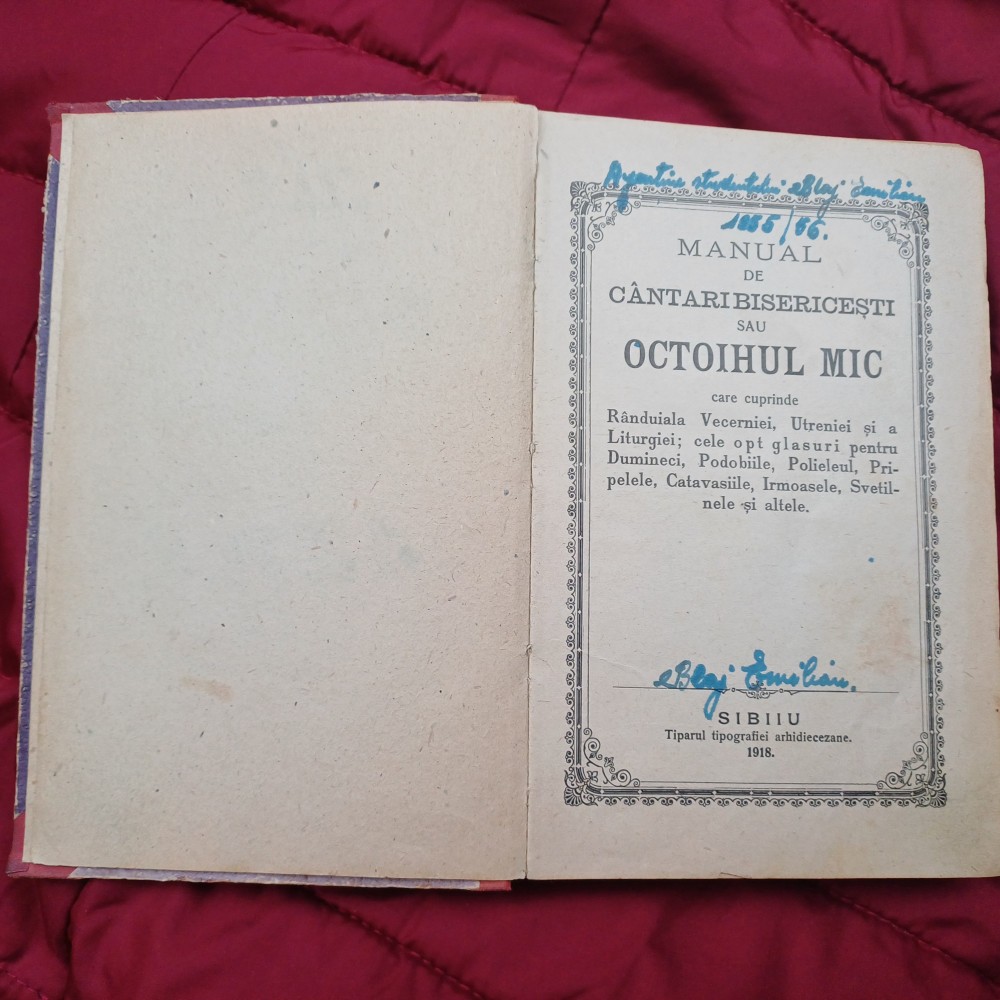 Aparține studentului Blaj Emilian
1955/56.
MANUAL
DE
CÂNTARI BISERICEȘTI
SAU
OCTOIHUL MIC
care cuprinde
Rânduiala Vecerniei, Utreniei și a
Liturgiei; cele opt glasuri pentru
Dumineci, Podobiile, Polieleul, Pri-
pelele, Catavasiile, Irmoasele, Svetil-
nele și altele.
Blaj Emilian.
SIBIIU
Tiparul tipografiei arhidiecezane.
1918.